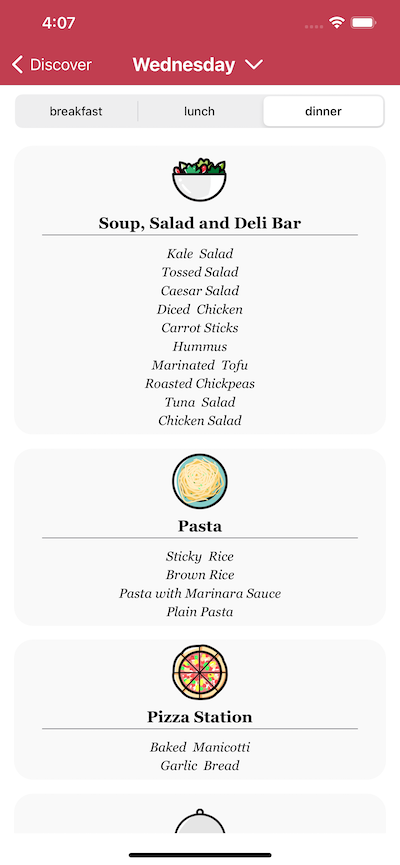 4:07
Discover
Wednesday
breakfast lunch dinner
Soup, Salad and Deli Bar
Kale Salad
Tossed Salad
Caesar Salad
Diced Chicken
Carrot Sticks
Hummus
Marinated Tofu
Roasted Chickpeas
Tuna Salad
Chicken Salad
Pasta
Sticky Rice
Brown Rice
Pasta with Marinara Sauce
Plain Pasta
Pizza Station
Baked Manicotti
Garlic Bread